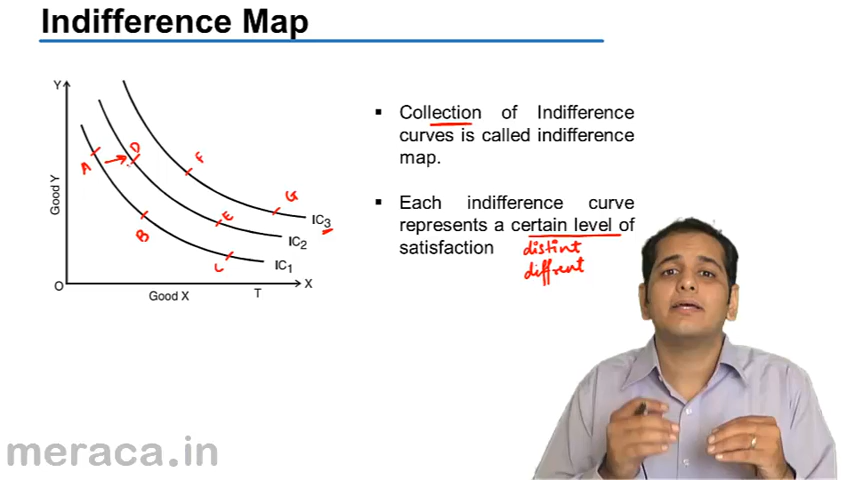 Indifference Map
Y
Good Y
A
D
F
B
E
G
C
IC3
IC2
IC1
O
Good X
T
X
▪ Collection of Indifference
curves is called indifference
map.
▪ Each indifference curve
represents a certain level of
satisfaction
distint
diffrent
meraca.in